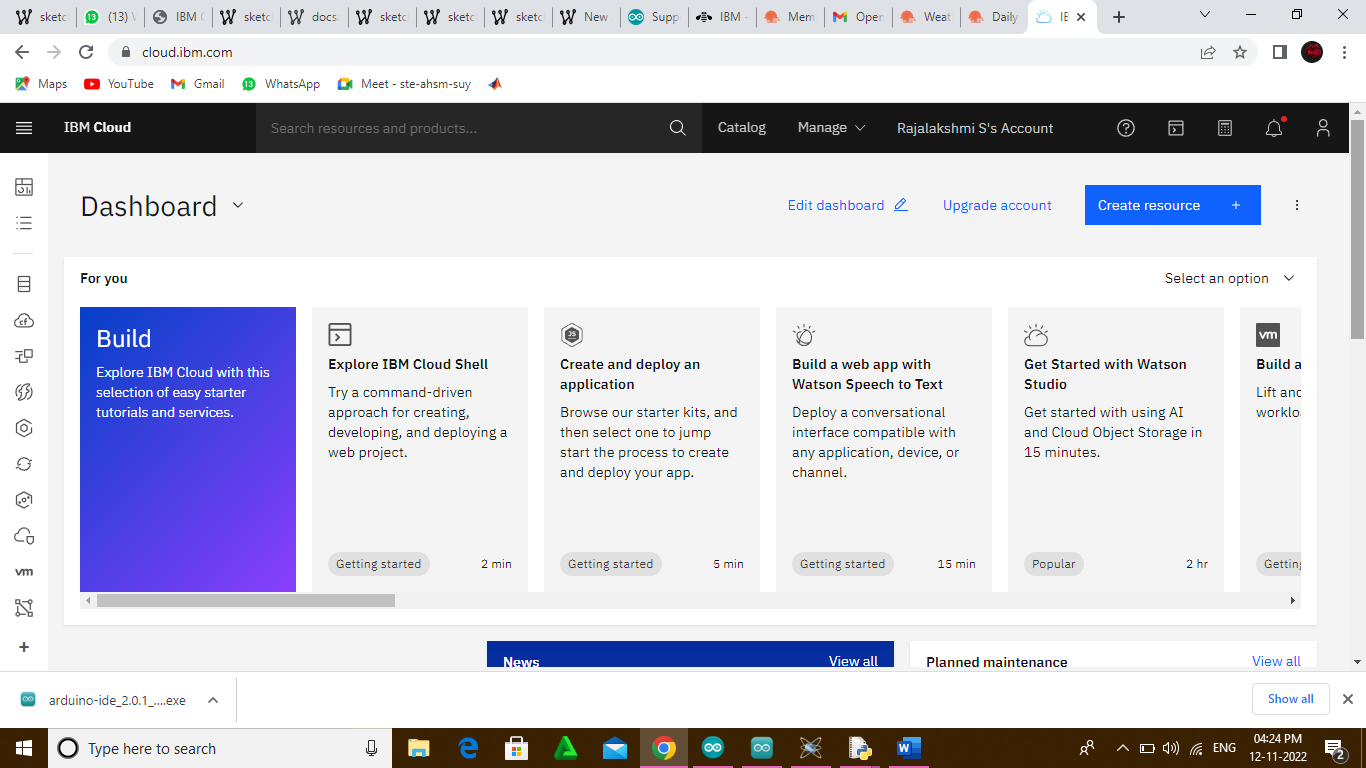 sketc
(13) W
IBM C
sketc
docs.
sketc
sketc
sketc
New
Supp
IBM -
Mem
Open
Weat
Daily
IB
cloud.ibm.com
Maps
YouTube
Gmail
WhatsApp
Meet - ste-ahsm-suy
IBM Cloud
Search resources and products...
Catalog
Manage
Rajalakshmi S's Account
Dashboard
Edit dashboard
Upgrade account
Create resource +
For you
Select an option
Build
Explore IBM Cloud with this
selection of easy starter
tutorials and services.
Explore IBM Cloud Shell
Try a command-driven
approach for creating,
developing, and deploying a
web project.
Getting started
2 min
JS
Create and deploy an
application
Browse our starter kits, and
then select one to jump
start the process to create
and deploy your app.
Getting started
5 min
Build a web app with
Watson Speech to Text
Deploy a conversational
interface compatible with
any application, device, or
channel.
Getting started
15 min
Get Started with Watson
Studio
Get started with using AI
and Cloud Object Storage in
15 minutes.
Popular
2 hr
vm
Build a
Lift and
workloa
Getting
vm
News
View all
Planned maintenance
View all
arduino-ide_2.0.1_....exe
Show all
Type here to search
ENG
04:24 PM
12-11-2022
2